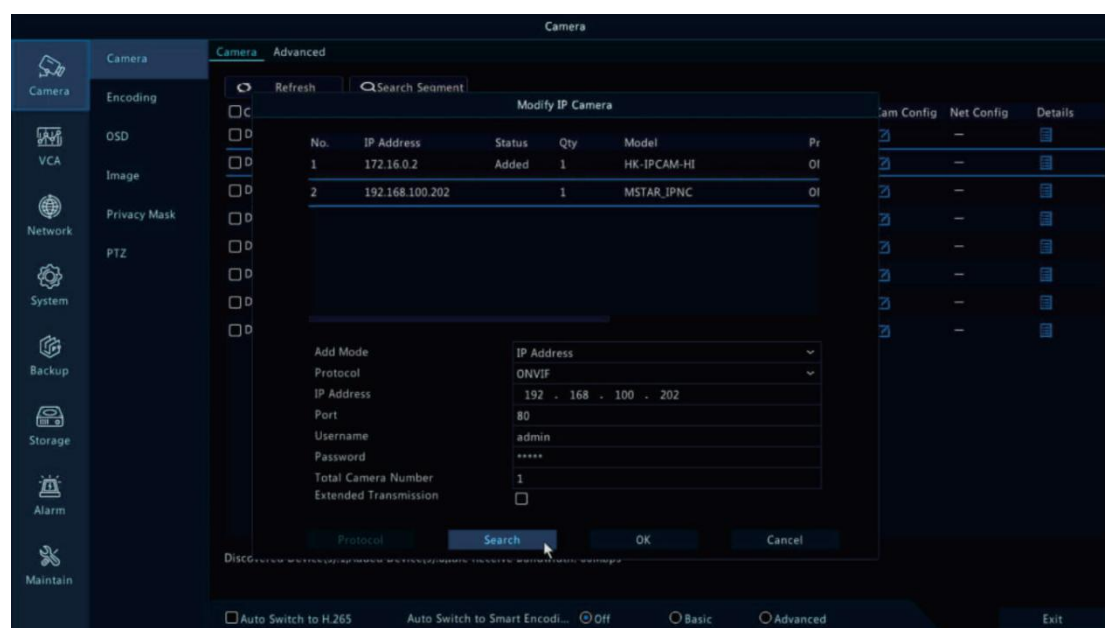 Camera
Camera
VCA
Network
System
Backup
Storage
Alarm
Maintain
Camera
Encoding
OSD
Image
Privacy Mask
PTZ
Camera Advanced
Refresh Search Segment
Cam Config Net Config Details
Modify IP Camera
No. IP Address Status Qty Model Pr
1 172.16.0.2 Added 1 HK-IPCAM-HI
2 192.168.100.202 1 MSTAR_IPNC
Add Mode IP Address
Protocol ONVIF
IP Address 192 . 168 . 100 . 202
Port 80
Username admin
Password *****
Total Camera Number 1
Extended Transmission
Protocol Search OK Cancel
Auto Switch to H.265 Auto Switch to Smart Encodi... Off Basic Advanced Exit